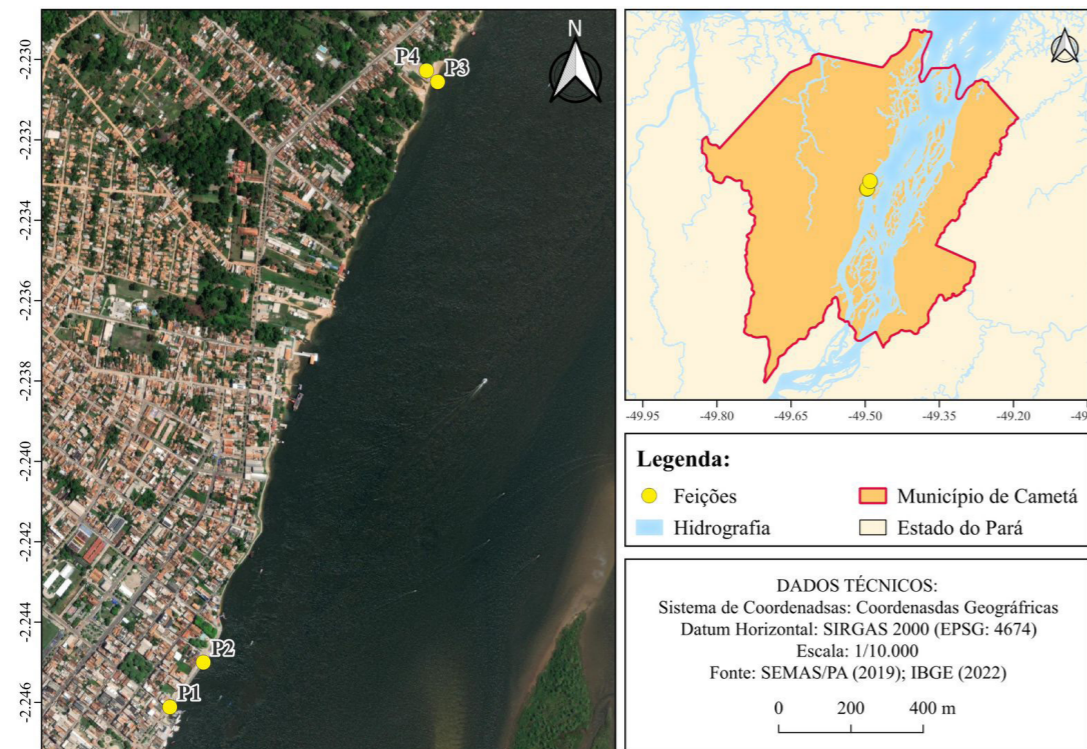 N
P4
P3
-2.230
-2.232
-2.234
-2.236
-2.238
-2.240
-2.242
-2.244
-2.246
P2
P1
-49.95
-49.80
-49.65
-49.50
-49.35
-49.20
Legenda:
Feições
Município de Cametá
Hidrografia
Estado do Pará
DADOS TÉCNICOS:
Sistema de Coordenadsas: Coordenasdas Geográfricas
Datum Horizontal: SIRGAS 2000 (EPSG: 4674)
Escala: 1/10.000
Fonte: SEMAS/PA (2019); IBGE (2022)
0 200 400 m